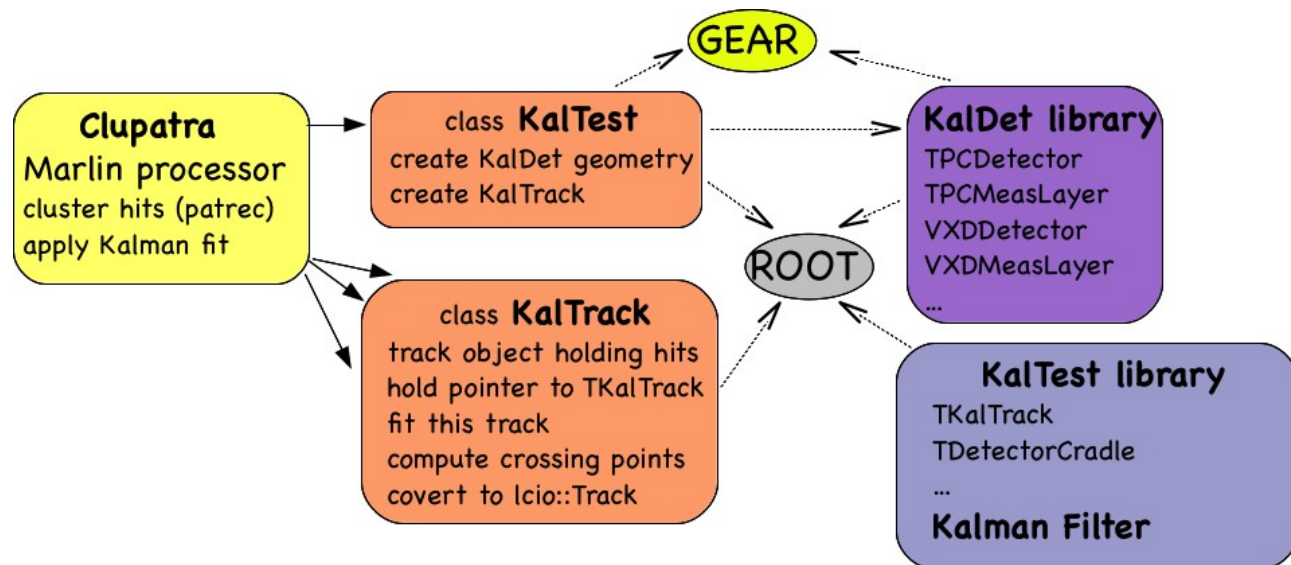 GEAR
Clupatra
Marlin processor
cluster hits (patrec)
apply Kalman fit
class KalTest
create KalDet geometry
create KalTrack
KalDet library
TPCDetector
TPCMeasLayer
VXDDetector
VXDMeasLayer
...
ROOT
class KalTrack
track object holding hits
hold pointer to TKalTrack
fit this track
compute crossing points
covert to lcio::Track
KalTest library
TKalTrack
TDetectorCradle
...
Kalman Filter